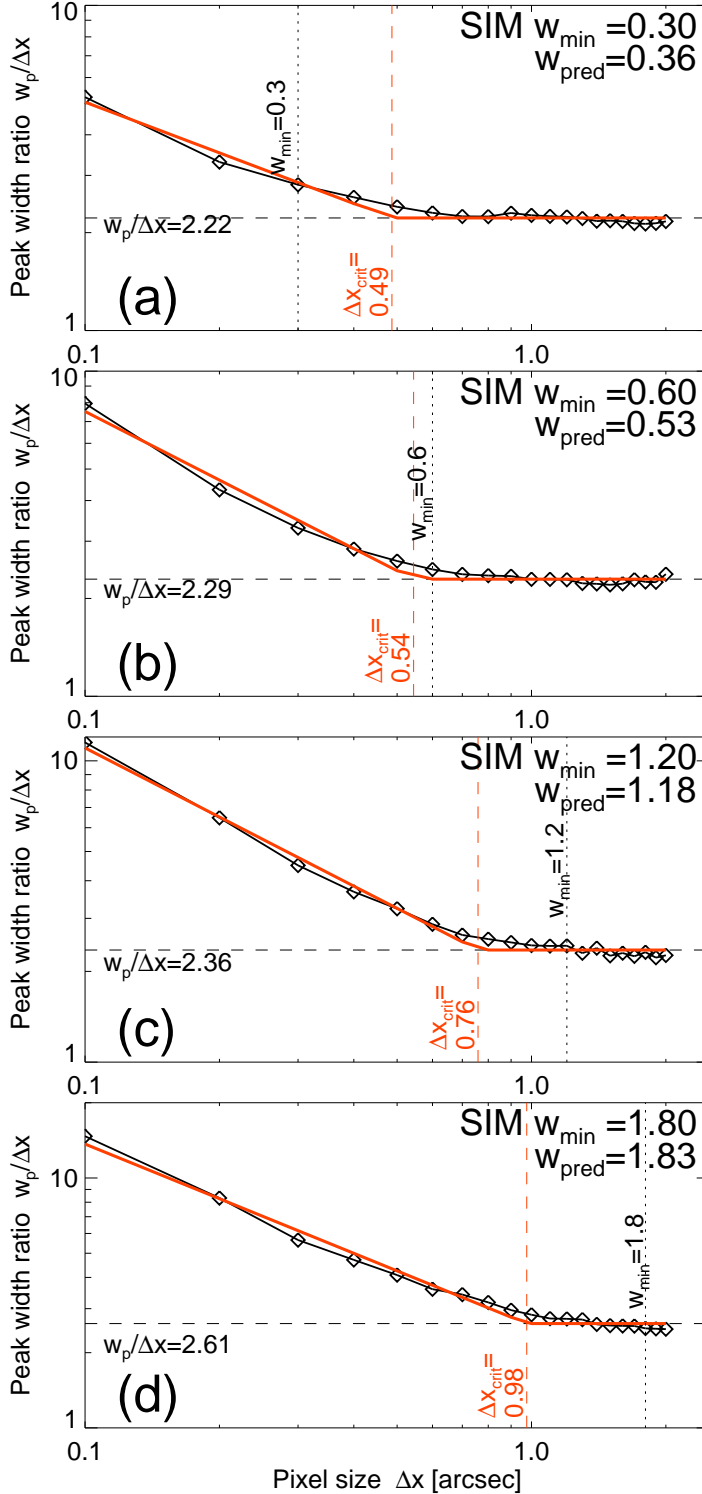 10
SIM w_min =0.30
w_pred=0.36
w_min=0.3
w_p/Δx=2.22
(a)
Δx_crit=
0.49
1
Peak width ratio w_p/Δx
0.1
1.0
10
SIM w_min =0.60
w_pred=0.53
w_min=0.6
w_p/Δx=2.29
(b)
Δx_crit=
0.54
1
Peak width ratio w_p/Δx
0.1
1.0
10
SIM w_min =1.20
w_pred=1.18
w_min=1.2
w_p/Δx=2.36
(c)
Δx_crit=
0.76
1
Peak width ratio w_p/Δx
0.1
1.0
10
SIM w_min =1.80
w_pred=1.83
w_min=1.8
w_p/Δx=2.61
(d)
Δx_crit=
0.98
1
Peak width ratio w_p/Δx
0.1
1.0
Pixel size Δx [arcsec]